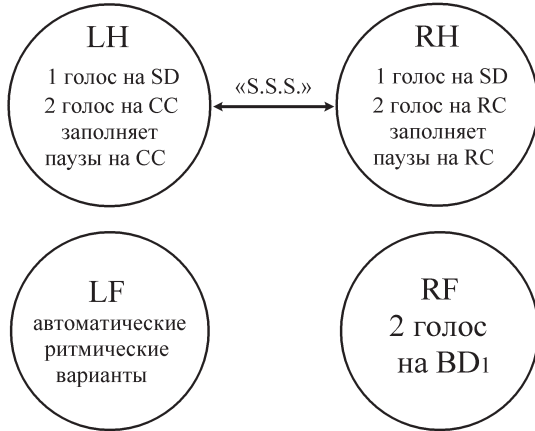 LH
1 голос на SD
2 голос на CC
заполняет
паузы на CC
«S.S.S.»
RH
1 голос на SD
2 голос на RC
заполняет
паузы на RC
LF
автоматические
ритмические
варианты
RF
2 голос
на BD1